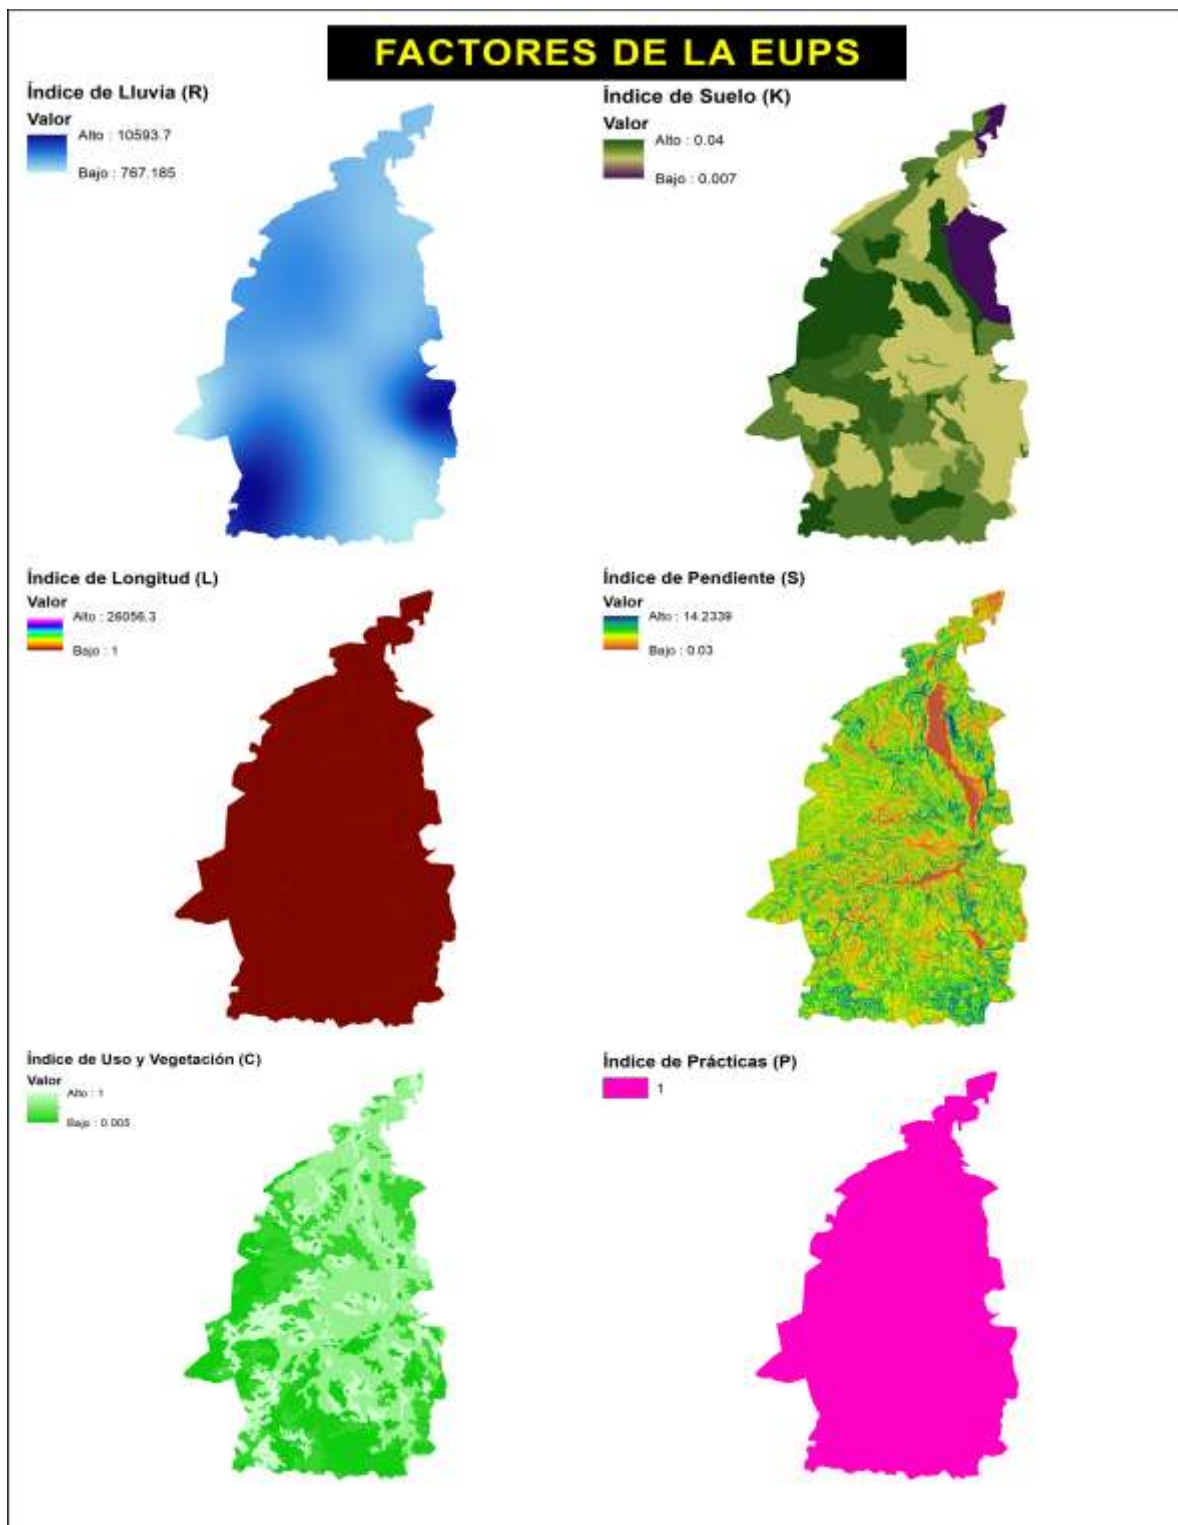 FACTORES DE LA EUPS
Índice de Lluvia (R)
Valor
Alto : 10593.7
Bajo : 767.185
Índice de Suelo (K)
Valor
Alto : 0.04
Bajo : 0.007
Índice de Longitud (L)
Valor
Alto : 26056.3
Bajo : 1
Índice de Pendiente (S)
Valor
Alto : 14.2339
Bajo : 0.03
Índice de Uso y Vegetación (C)
Valor
Alto : 1
Bajo : 0.005
Índice de Prácticas (P)
1